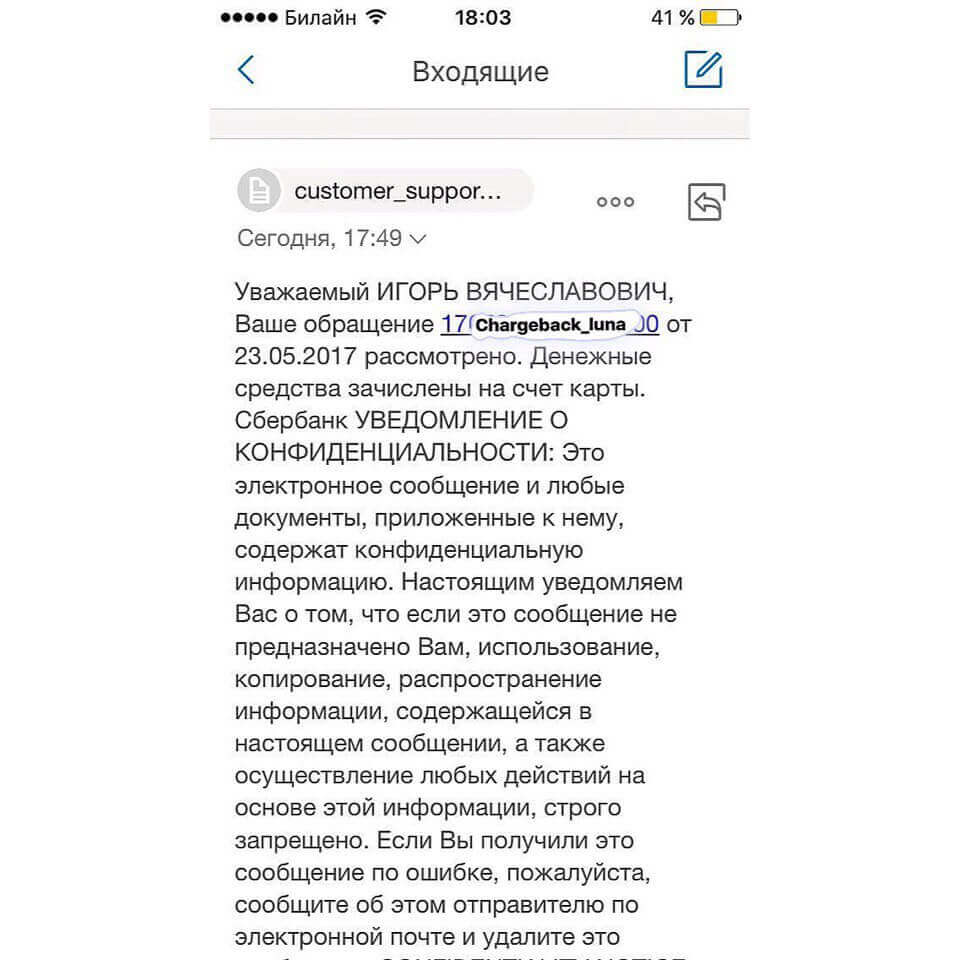 Билайн 18:03 41 %
Входящие
customer_suppor...
Сегодня, 17:49
Уважаемый ИГОРЬ ВЯЧЕСЛАВОВИЧ,
Ваше обращение 17 Chargeback_luna 00 от
23.05.2017 рассмотрено. Денежные
средства зачислены на счет карты.
Сбербанк УВЕДОМЛЕНИЕ О
КОНФИДЕНЦИАЛЬНОСТИ: Это
электронное сообщение и любые
документы, приложенные к нему,
содержат конфиденциальную
информацию. Настоящим уведомляем
Вас о том, что если это сообщение не
предназначено Вам, использование,
копирование, распространение
информации, содержащейся в
настоящем сообщении, а также
осуществление любых действий на
основе этой информации, строго
запрещено. Если Вы получили это
сообщение по ошибке, пожалуйста,
сообщите об этом отправителю по
электронной почте и удалите это